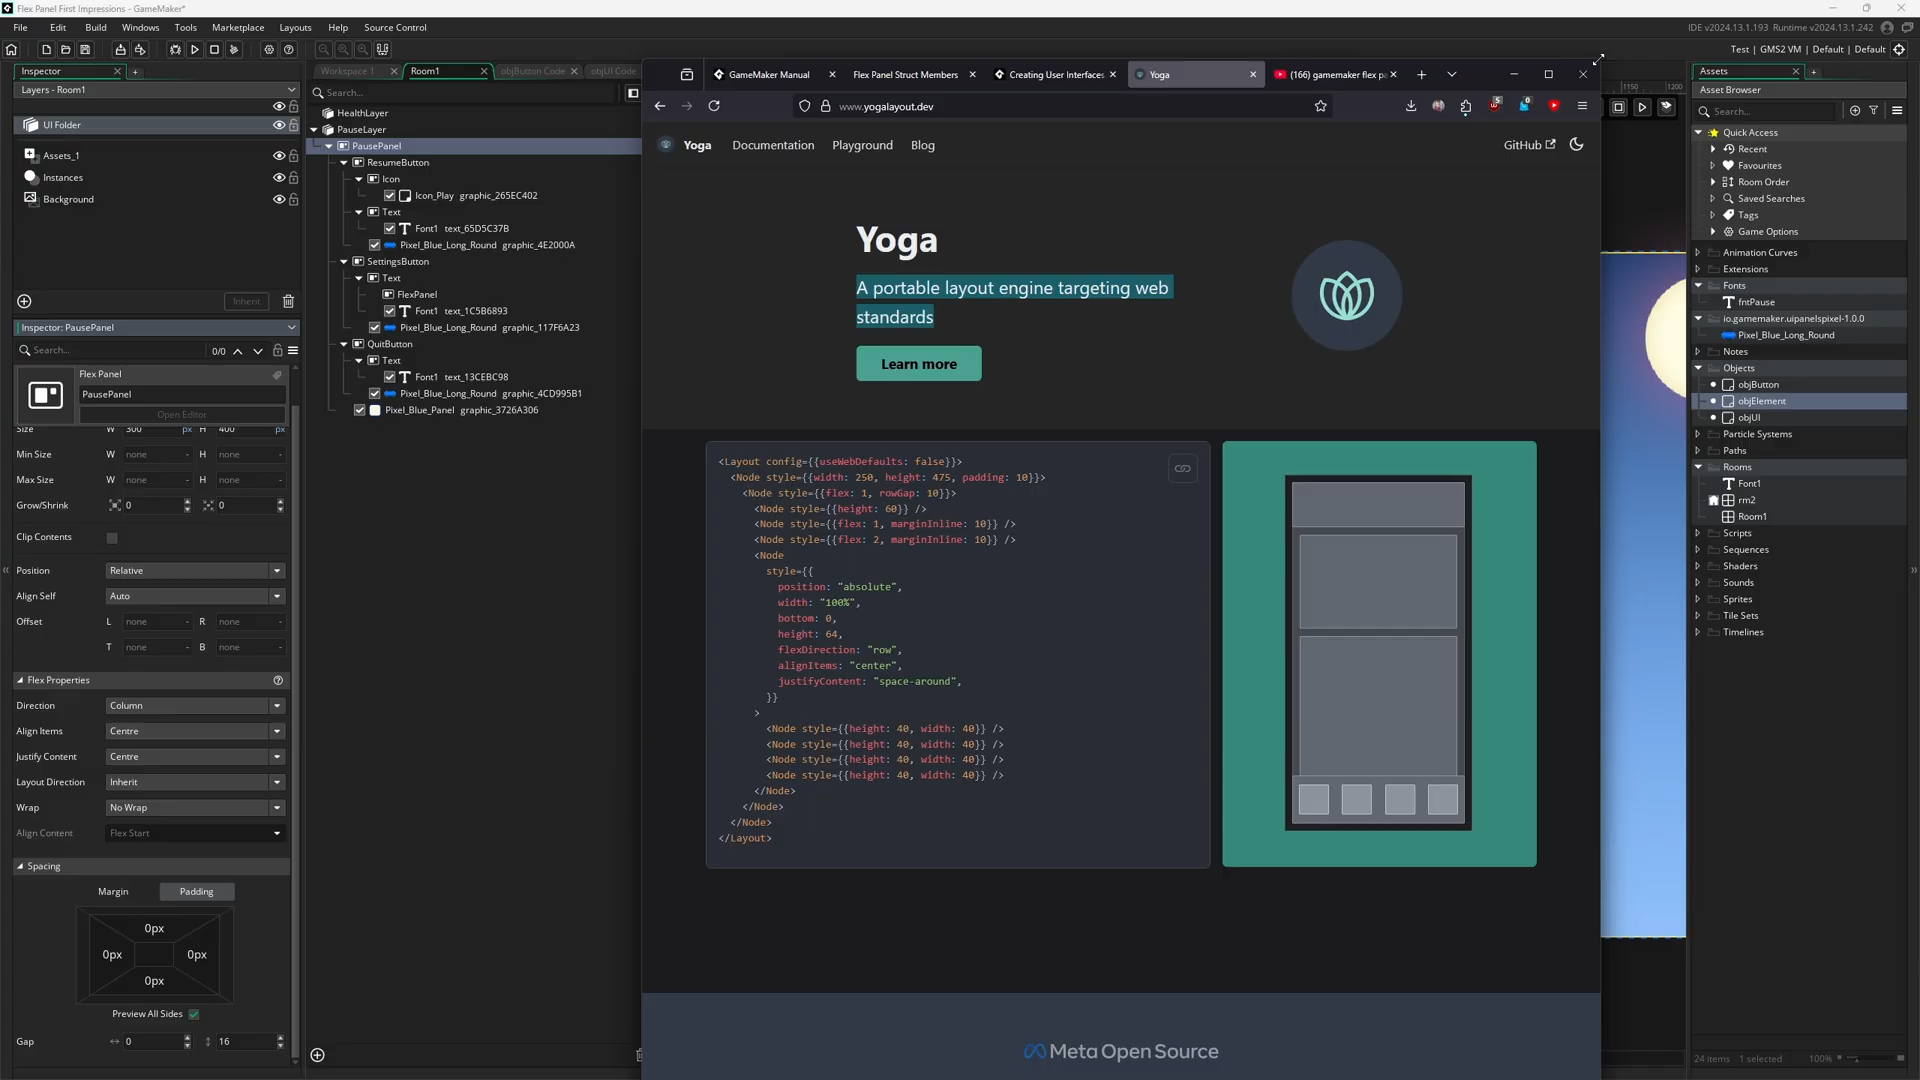 Flex Panel First Impressions - GameMaker*
File Edit Build Windows Tools Marketplace Layouts Help Source Control
IDE v2024.13.1.193 Runtime v2024.13.1.242
Test | GMS2 VM | Default | Default
Inspector
Layers - Room1
UI Folder
Assets_1
Instances
Background
Inherit
Inspector: PausePanel
Search...
0/0
Flex Panel
PausePanel
Open Editor
Size W 300 px H 400 px
Min Size W none - H none -
Max Size W none - H none -
Grow/Shrink 0 0
Clip Contents
Position Relative
Align Self Auto
Offset L none - R none -
T none - B none -
Flex Properties
Direction Column
Align Items Centre
Justify Content Centre
Layout Direction Inherit
Wrap No Wrap
Align Content Flex Start
Spacing
Margin Padding
0px
0px 0px
0px
Preview All Sides
Gap 0 16
Workspace 1 Room1 objButton Code objUI Code
Search...
HealthLayer
PauseLayer
PausePanel
ResumeButton
Icon
Icon_Play graphic_265EC402
Text
Font1 text_65D5C37B
Pixel_Blue_Long_Round graphic_4E2000A
SettingsButton
Text
FlexPanel
Font1 text_1C5B6893
Pixel_Blue_Long_Round graphic_117F6A23
QuitButton
Text
Font1 text_13CEBC98
Pixel_Blue_Long_Round graphic_4CD995B1
Pixel_Blue_Panel graphic_3726A306
GameMaker Manual
Flex Panel Struct Members
Creating User Interfaces
Yoga
(166) gamemaker flex pa
www.yogalayout.dev
5
0
Yoga Documentation Playground Blog GitHub
Yoga
A portable layout engine targeting web
standards
Learn more
<Layout config={{useWebDefaults: false}}>
<Node style={{width: 250, height: 475, padding: 10}}>
<Node style={{flex: 1, rowGap: 10}}>
<Node style={{height: 60}} />
<Node style={{flex: 1, marginInline: 10}} />
<Node style={{flex: 2, marginInline: 10}} />
<Node
style={{
position: "absolute",
width: "100%",
bottom: 0,
height: 64,
flexDirection: "row",
alignItems: "center",
justifyContent: "space-around",
}}
>
<Node style={{height: 40, width: 40}} />
<Node style={{height: 40, width: 40}} />
<Node style={{height: 40, width: 40}} />
<Node style={{height: 40, width: 40}} />
</Node>
</Node>
</Node>
</Layout>
Meta Open Source
1150 1200
Assets
Asset Browser
Search...
Quick Access
Recent
Favourites
Room Order
Saved Searches
Tags
Game Options
Animation Curves
Extensions
Fonts
fntPause
io.gamemaker.uipanelspixel-1.0.0
Pixel_Blue_Long_Round
Notes
Objects
objButton
objElement
objUI
Particle Systems
Paths
Rooms
Font1
rm2
Room1
Scripts
Sequences
Shaders
Sounds
Sprites
Tile Sets
Timelines
24 items 1 selected 100%